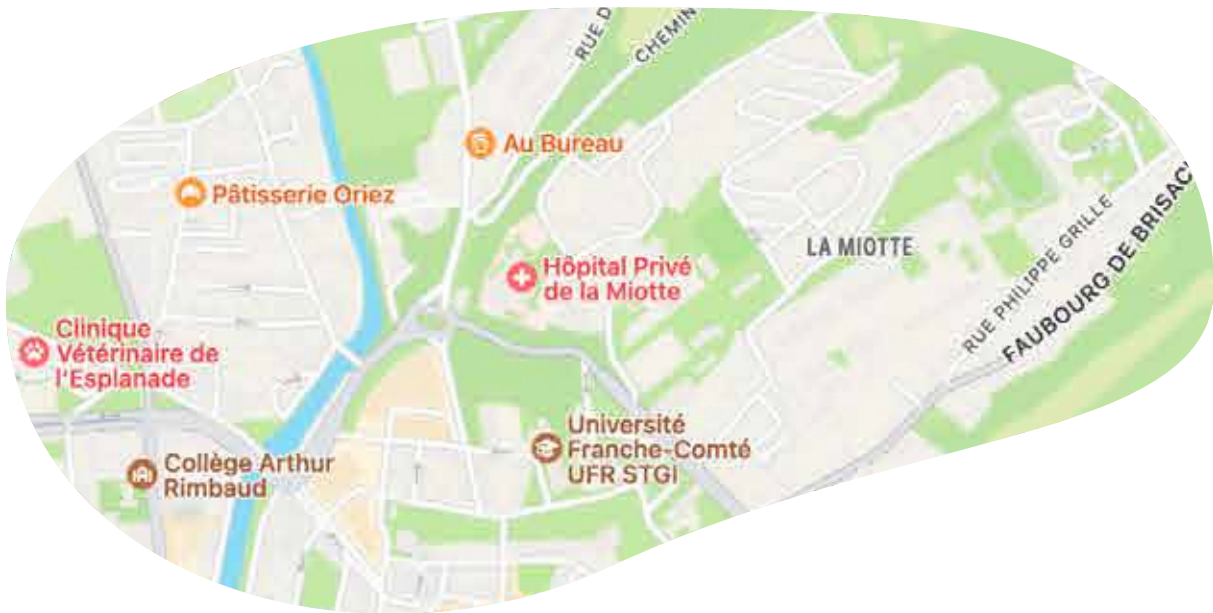 RUE D
CHEMIN
Au Bureau
Pâtisserie Oriez
LA MIOTTE
RUE PHILIPPE GRILLE
FAUBOURG DE BRISAC
Hôpital Privé
de la Miotte
Clinique
Vétérinaire de
l'Esplanade
Université
Franche-Comté
UFR STGI
Collège Arthur
Rimbaud